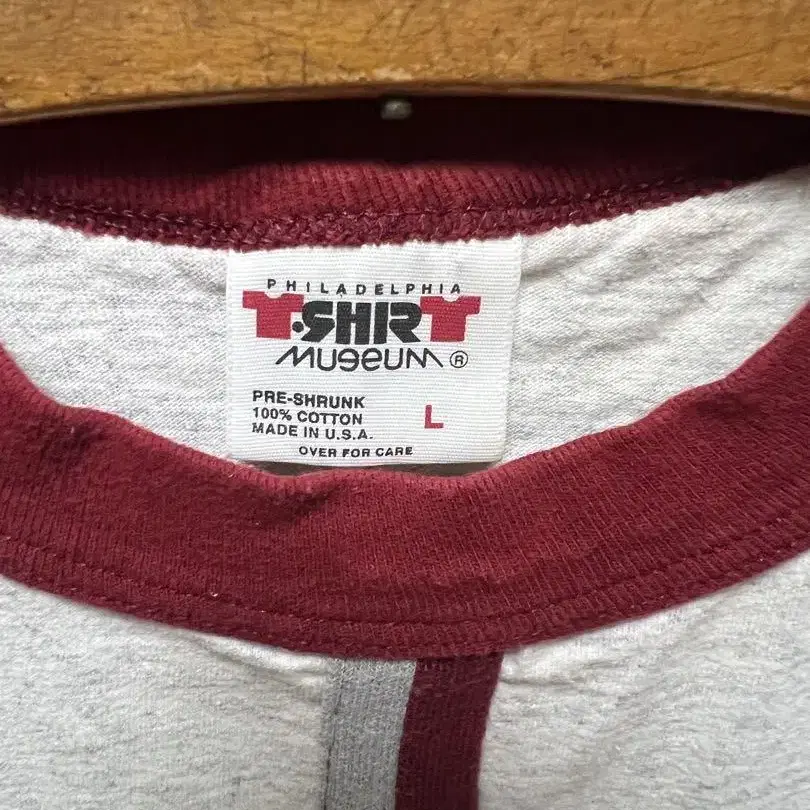 PHILADELPHIA
T-SHIRT
MUSEUM ®
PRE-SHRUNK
100% COTTON
MADE IN U.S.A.
L
OVER FOR CARE